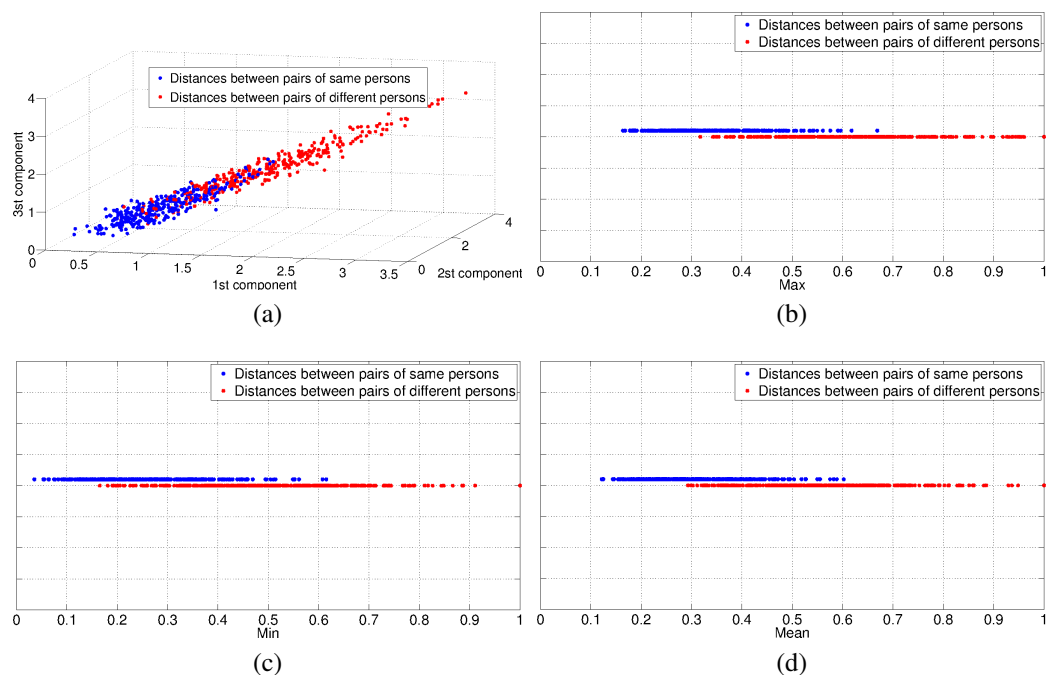 Distances between pairs of same persons
Distances between pairs of different persons
4
3
2
1
0
3st component
0
0.5
1
1.5
2
2.5
3
3.5
1st component
0
2
4
2st component
(a)
Distances between pairs of same persons
Distances between pairs of different persons
0 0.1 0.2 0.3 0.4 0.5 0.6 0.7 0.8 0.9 1
Max
(b)
Distances between pairs of same persons
Distances between pairs of different persons
0 0.1 0.2 0.3 0.4 0.5 0.6 0.7 0.8 0.9 1
Min
(c)
Distances between pairs of same persons
Distances between pairs of different persons
0 0.1 0.2 0.3 0.4 0.5 0.6 0.7 0.8 0.9 1
Mean
(d)